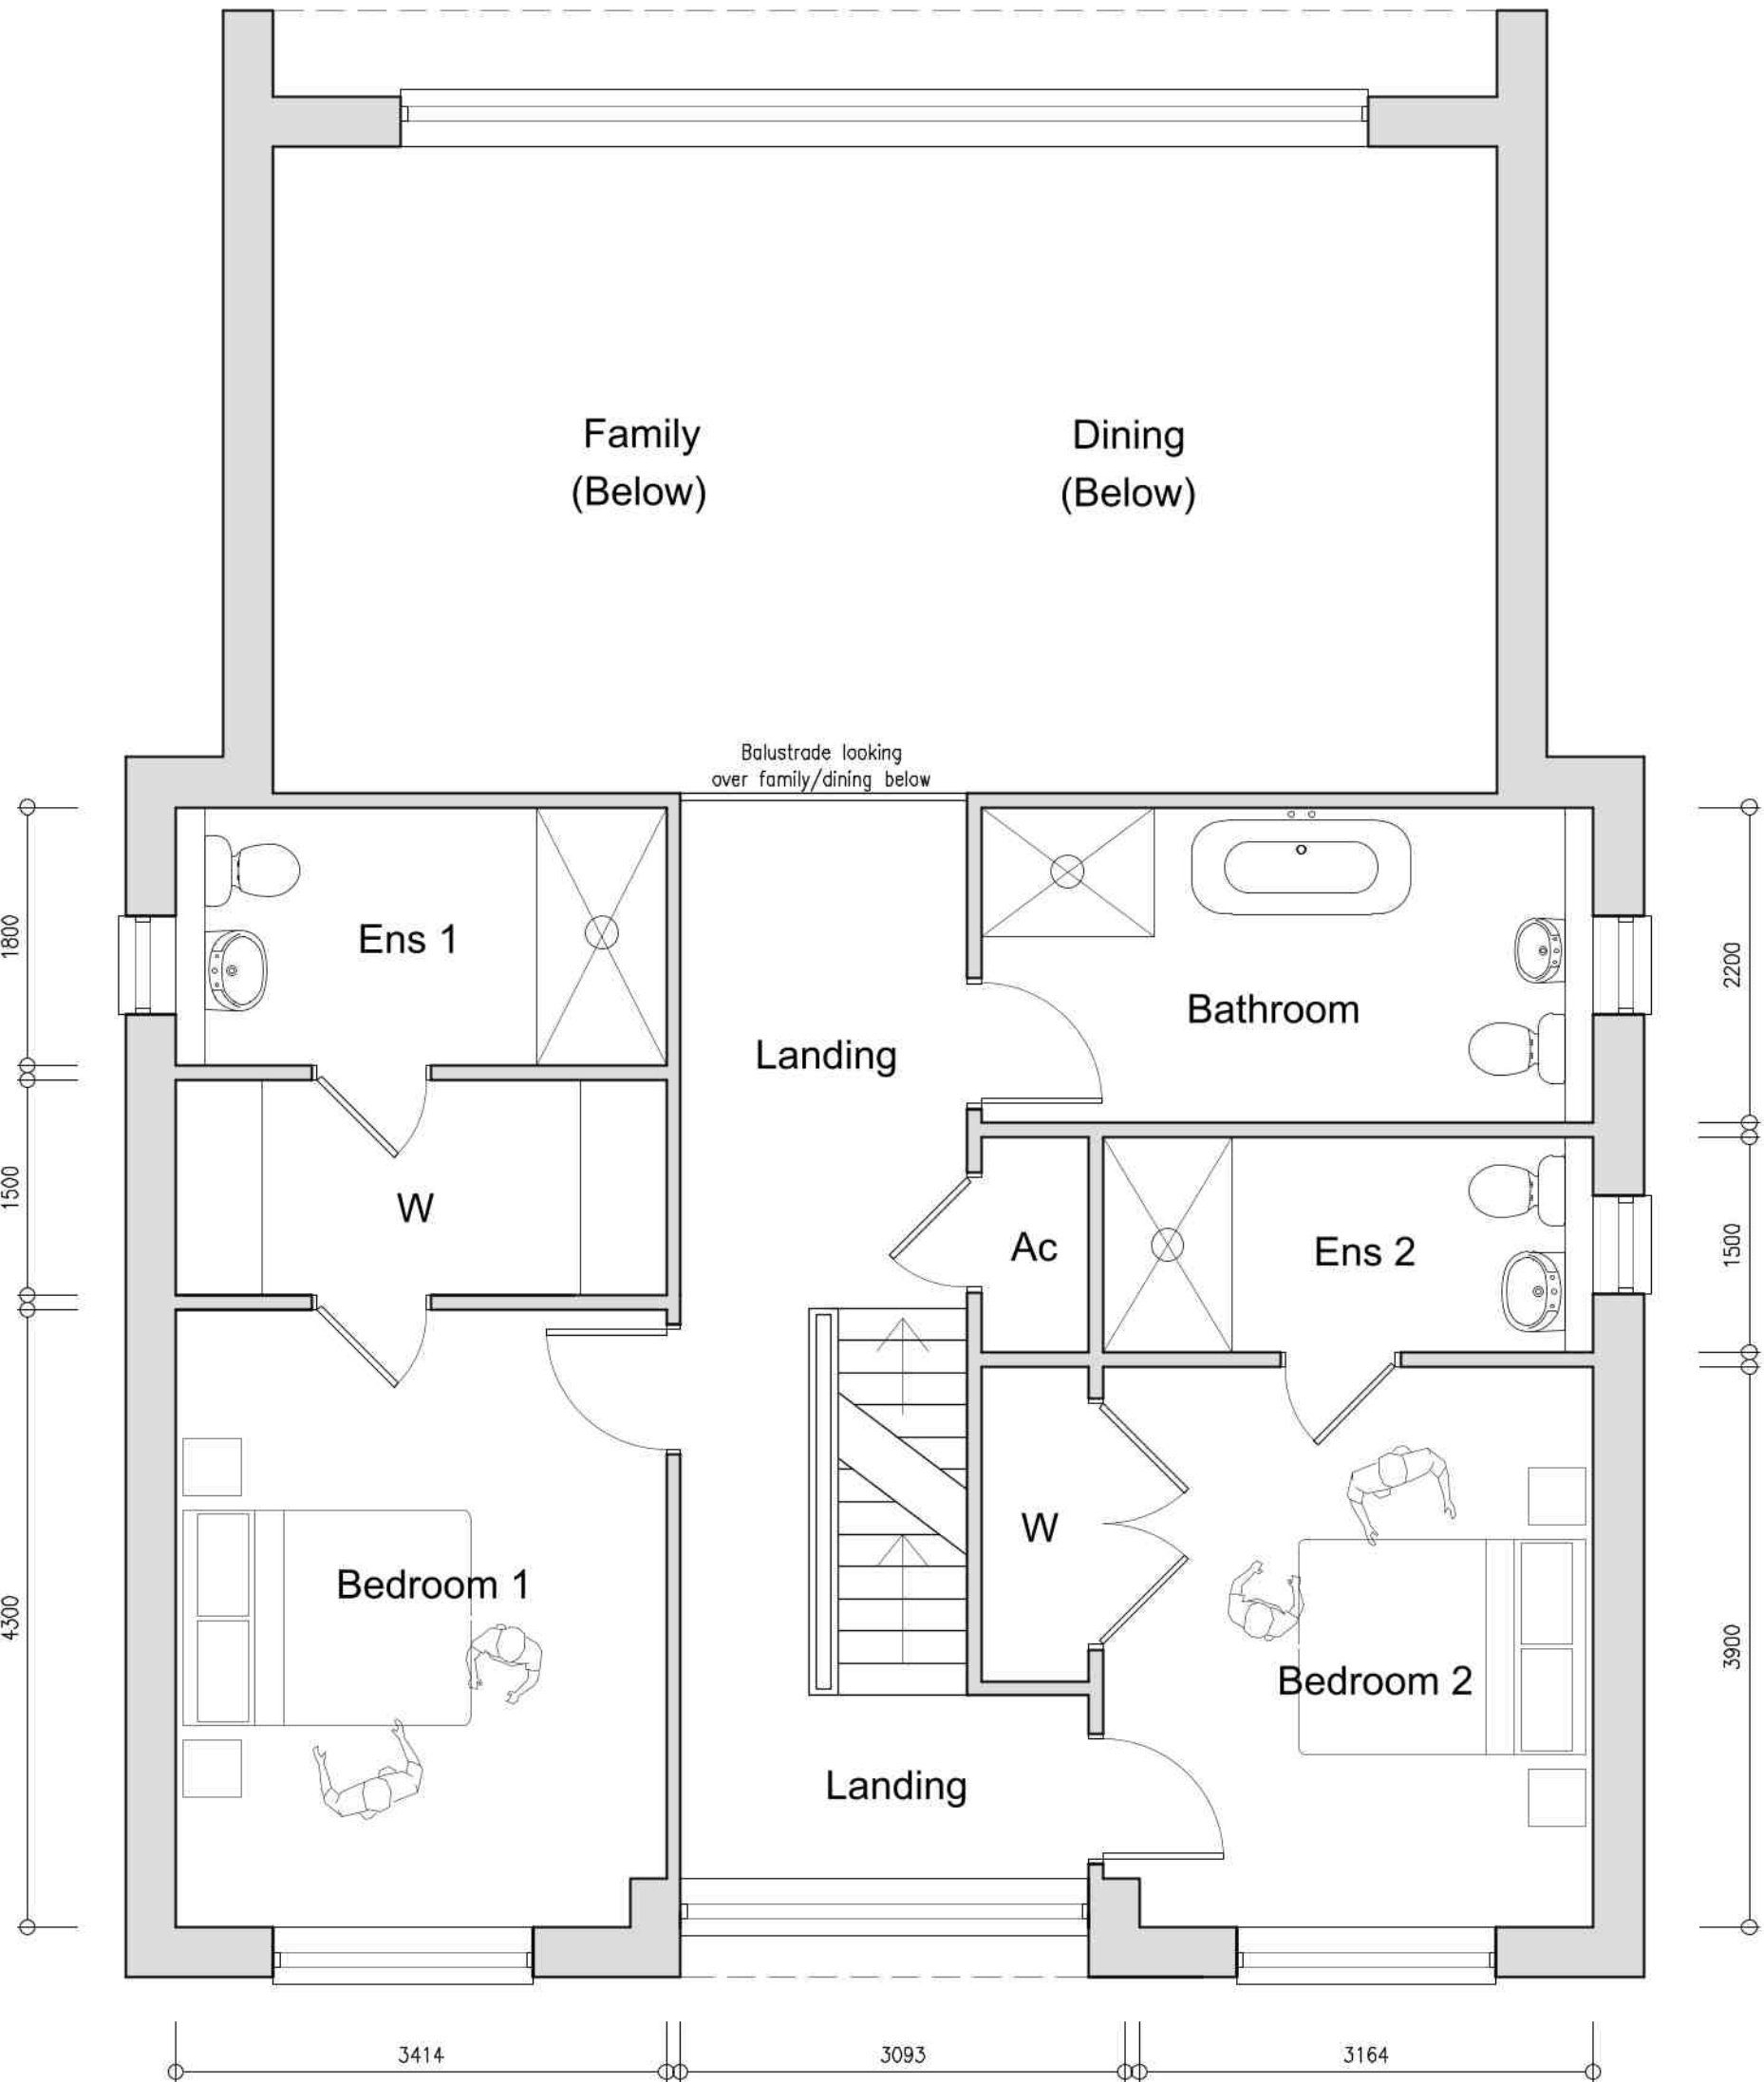 Family
(Below)
Dining
(Below)
Balustrade looking
over family/dining below
1800
Ens 1
Bathroom
2200
Landing
1500
W
Ac
Ens 2
1500
4300
Bedroom 1
W
Bedroom 2
3900
Landing
3414
3093
3164